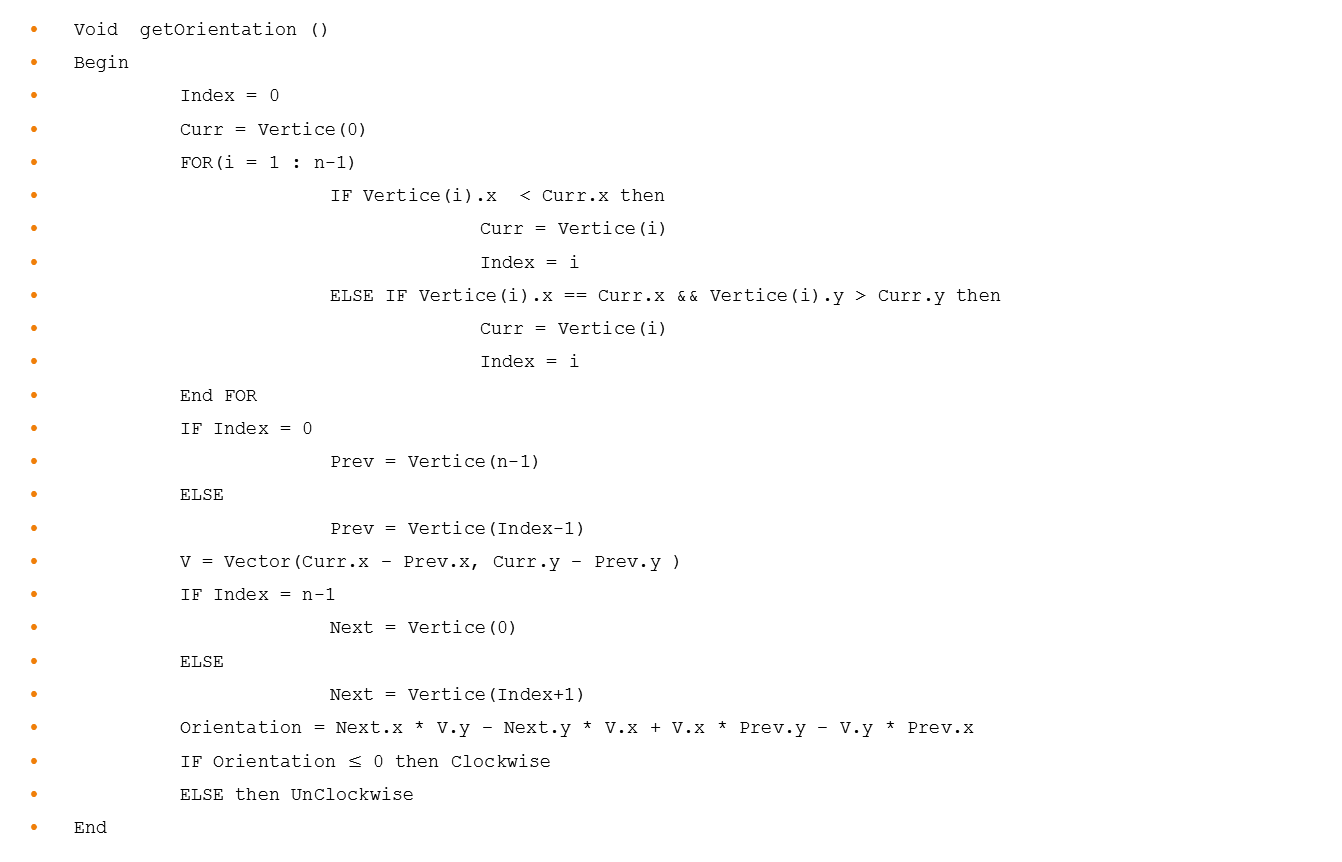 • Void  getOrientation ()
• Begin
• Index = 0
• Curr = Vertice(0)
• FOR(i = 1 : n-1)
• IF Vertice(i).x  < Curr.x then
• Curr = Vertice(i)
• Index = i
• ELSE IF Vertice(i).x == Curr.x && Vertice(i).y > Curr.y then
• Curr = Vertice(i)
• Index = i
• End FOR
• IF Index = 0
• Prev = Vertice(n-1)
• ELSE
• Prev = Vertice(Index-1)
• V = Vector(Curr.x – Prev.x, Curr.y – Prev.y )
• IF Index = n-1
• Next = Vertice(0)
• ELSE
• Next = Vertice(Index+1)
• Orientation = Next.x * V.y – Next.y * V.x + V.x * Prev.y – V.y * Prev.x
• IF Orientation ≤ 0 then Clockwise
• ELSE then UnClockwise
• End